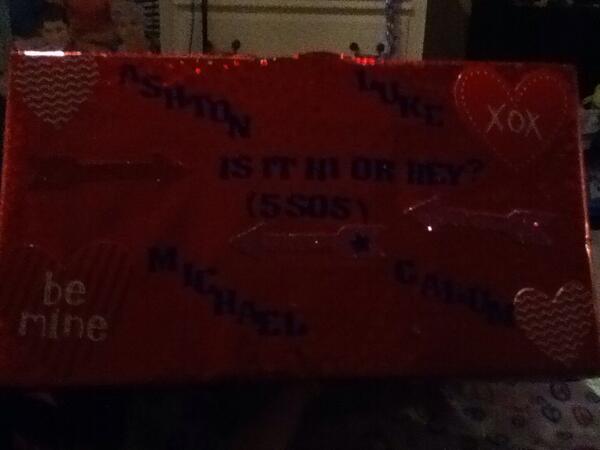 ASHTON
LUKE
XOX
IS IT HI OR HEY?
(5SOS)
MICHAEL
CALUM
be
mine